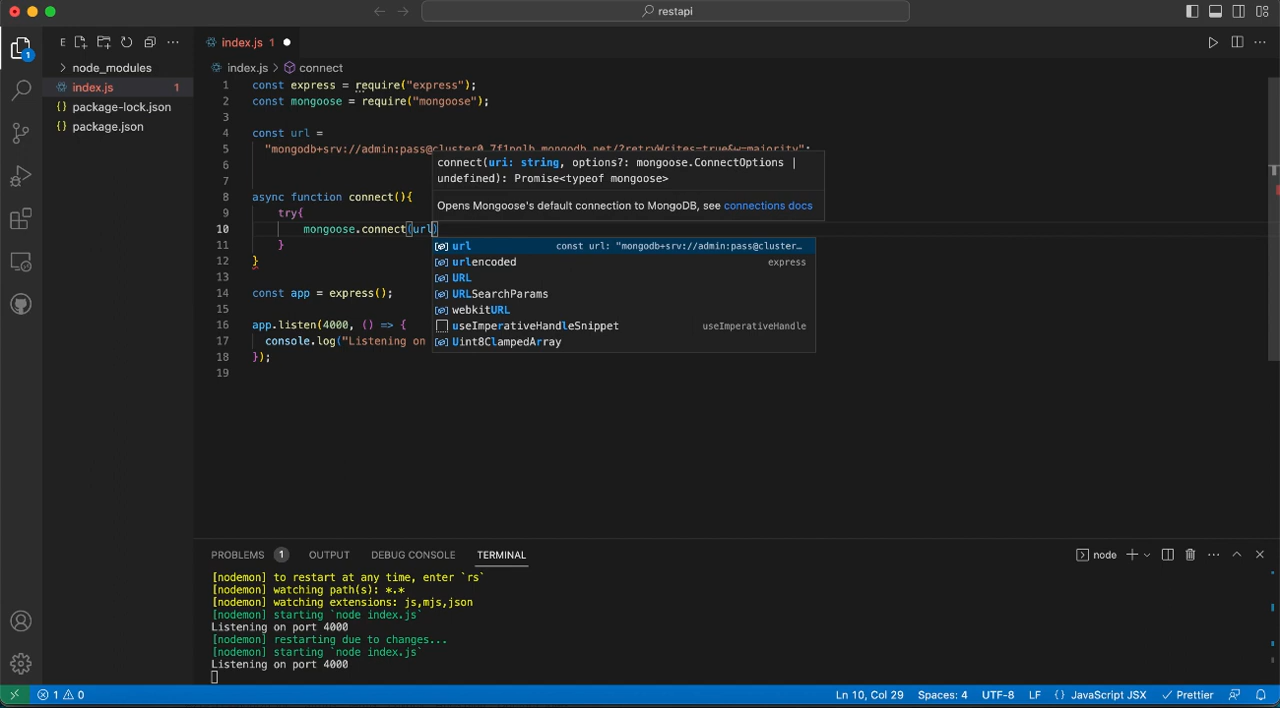 restapi
E
index.js 1
node_modules
index.js 1
package-lock.json
package.json
index.js > connect
1 const express = require("express");
2 const mongoose = require("mongoose");
3
4 const url =
5 "mongodb+srv://admin:pass@cluster0.7f1pglb.mongodb.net/?retryWrites=true&w=majority";
6
7
8 async function connect(){
9 try{
10 mongoose.connect(url)
11 }
12 }
13
14 const app = express();
15
16 app.listen(4000, () => {
17 console.log("Listening on
18 });
19
connect(uri: string, options?: mongoose.ConnectOptions |
undefined): Promise<typeof mongoose>
Opens Mongoose's default connection to MongoDB, see connections docs
url const url: "mongodb+srv://admin:pass@cluster…
urlencoded express
URL
URLSearchParams
webkitURL
useImperativeHandleSnippet useImperativeHandle
Uint8ClampedArray
PROBLEMS 1 OUTPUT DEBUG CONSOLE TERMINAL
node
[nodemon] to restart at any time, enter `rs`
[nodemon] watching path(s): *.*
[nodemon] watching extensions: js,mjs,json
[nodemon] starting `node index.js`
Listening on port 4000
[nodemon] restarting due to changes...
[nodemon] starting `node index.js`
Listening on port 4000
1 0
Ln 10, Col 29 Spaces: 4 UTF-8 LF {} JavaScript JSX Prettier